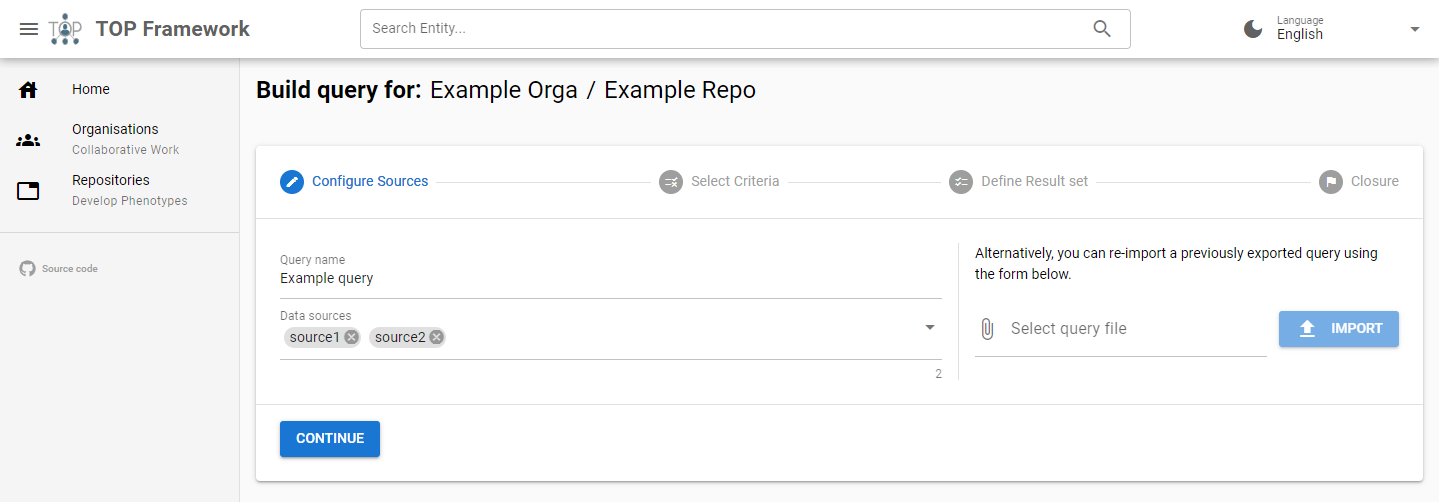 TOP TOP Framework Search Entity... Language
English
Build query for: Example Orga / Example Repo
Home
Organisations
Collaborative Work
Repositories
Develop Phenotypes
Source code
Configure Sources Select Criteria Define Result set Closure
Query name
Example query
Data sources
source1 source2
2
Alternatively, you can re-import a previously exported query using
the form below.
Select query file IMPORT
CONTINUE